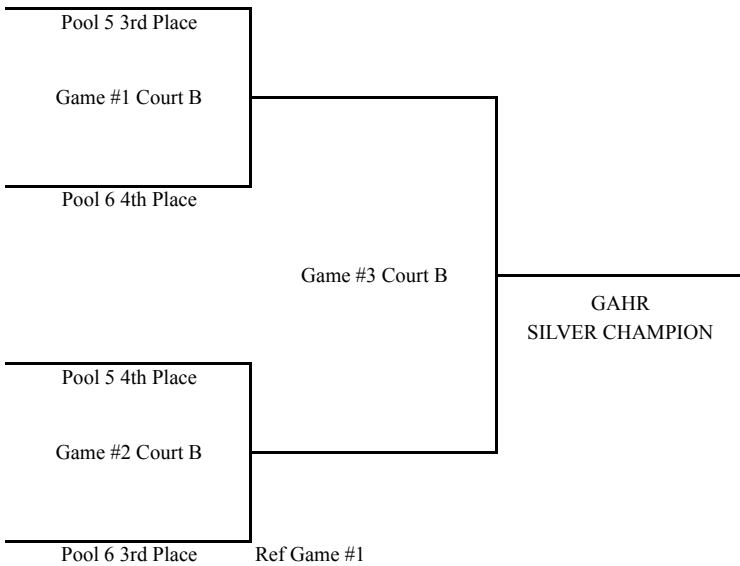 Pool 5 3rd Place
Game #1 Court B
Pool 6 4th Place
Game #3 Court B
GAHR
SILVER CHAMPION
Pool 5 4th Place
Game #2 Court B
Pool 6 3rd Place Ref Game #1